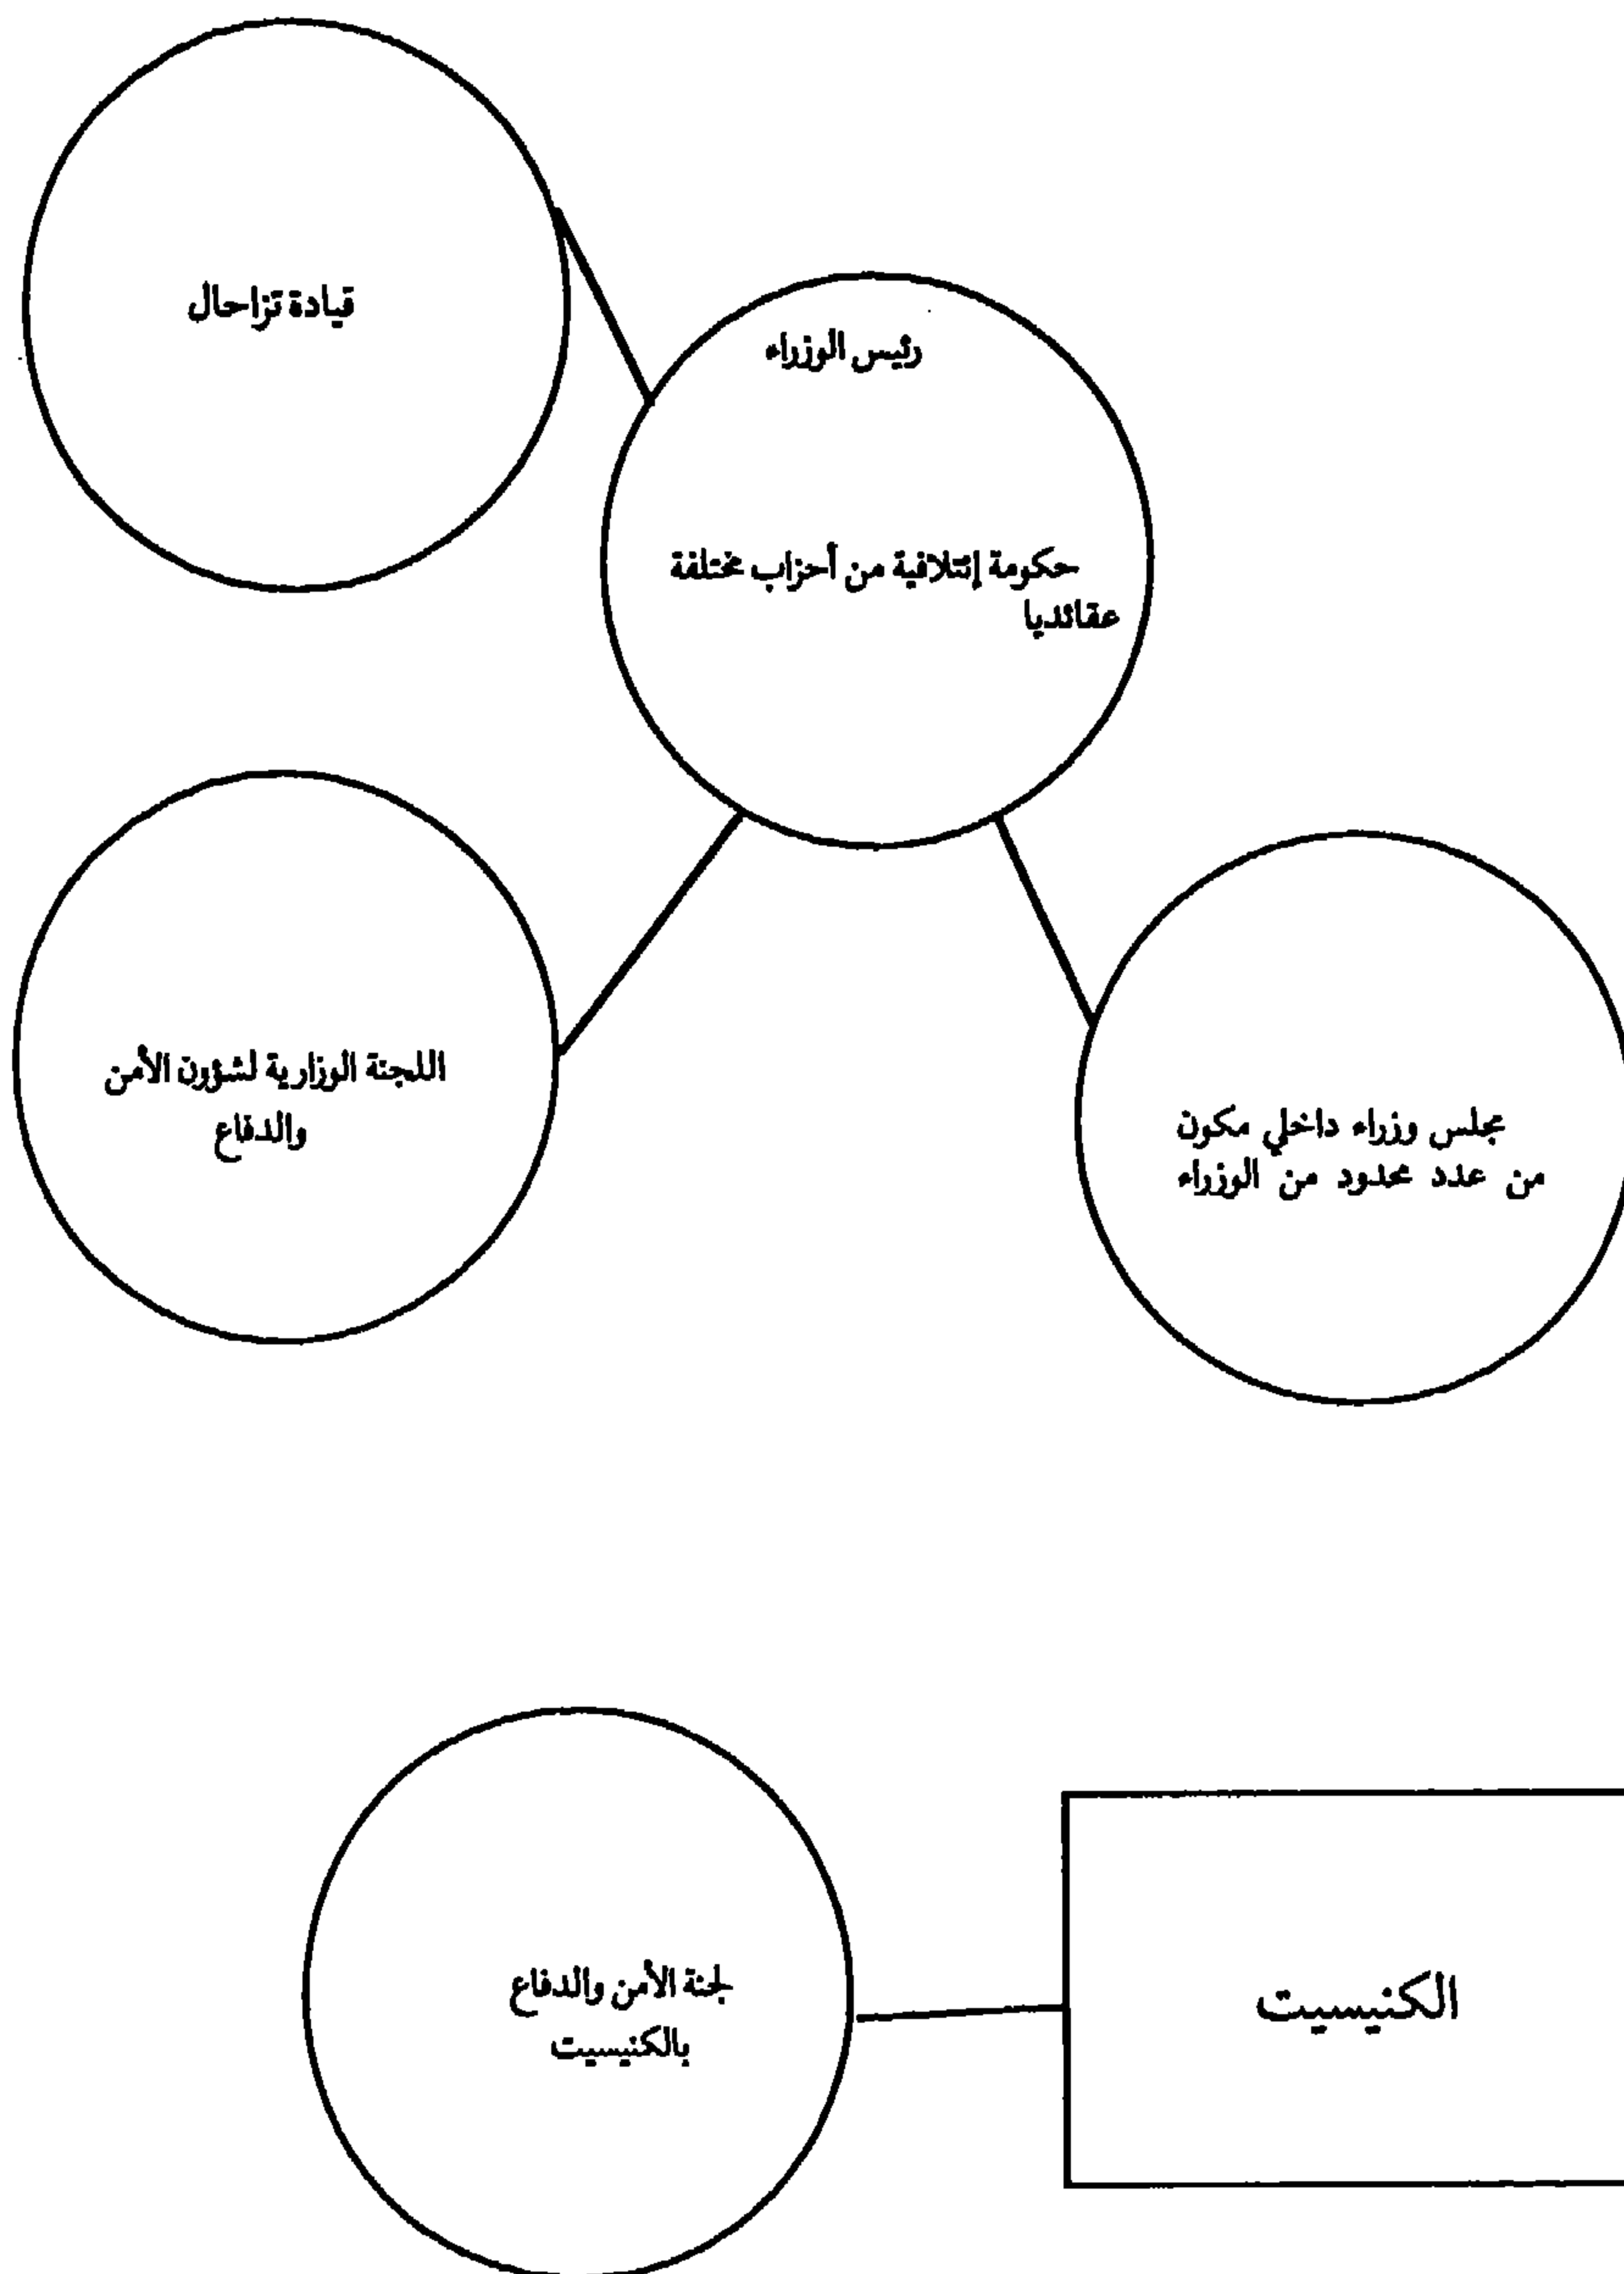 قيادة تزاحال
رئيس الوزراء
حكومة إئتلافية من أحزاب مختلفة
عقائديا
اللجنة الوزارية لشؤون الأمن
والدفاع
مجلس وزراء داخلي مكون
من عدد محدود من الوزراء
لجنة الأمن والدفاع
بالكنيسيت
الكنيسيت